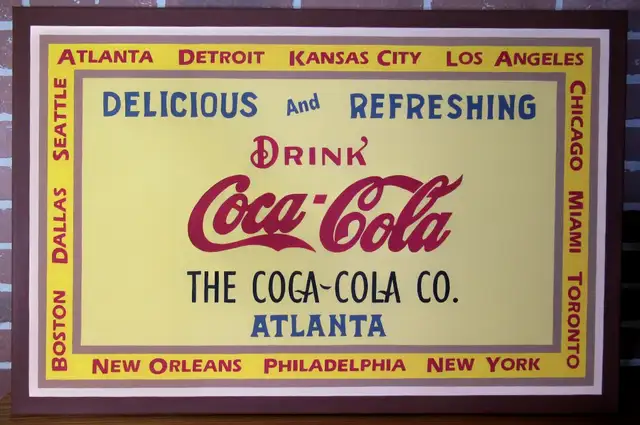 ATLANTA DETROIT KANSAS CITY LOS ANGELES
CHICAGO MIAMI TORONTO
DELICIOUS And REFRESHING
DRINK
Coca-Cola
THE COCA-COLA CO.
ATLANTA
BOSTON DALLAS SEATTLE
NEW ORLEANS PHILADELPHIA NEW YORK